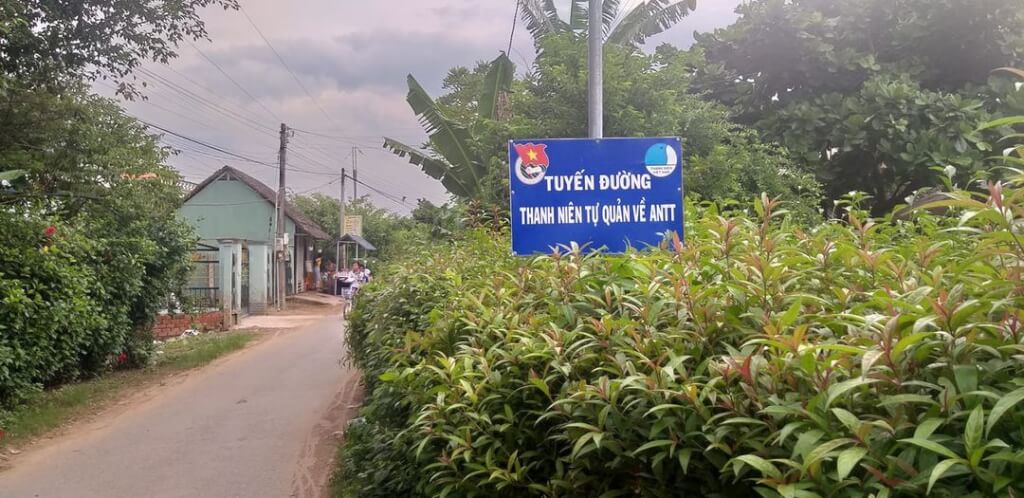 TUYẾN ĐƯỜNG
THANH NIÊN TỰ QUẢN VỀ ANTT